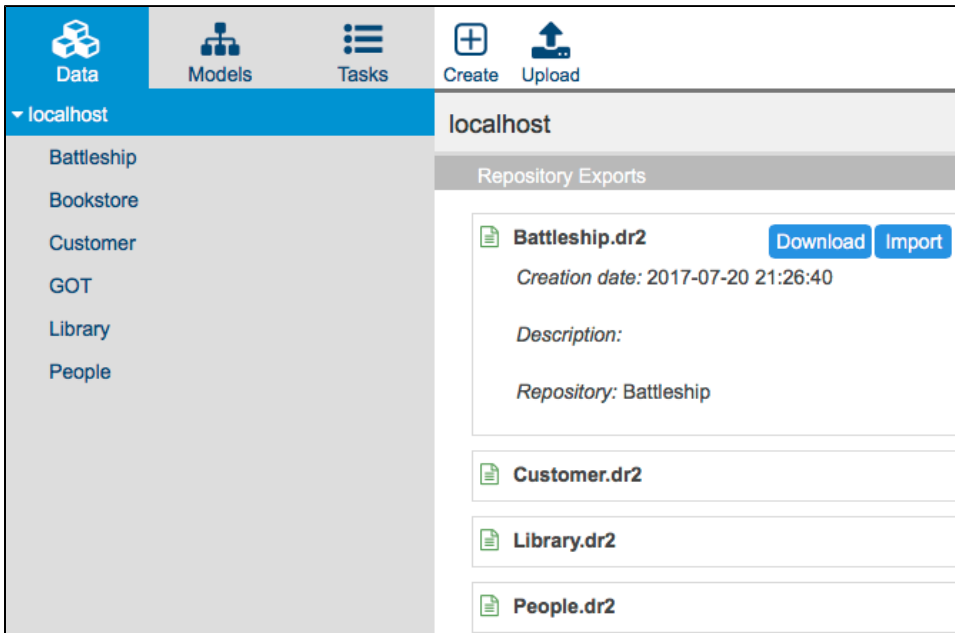 Data Models Tasks Create Upload
localhost
Battleship
Bookstore
Customer
GOT
Library
People
localhost
Repository Exports
Battleship.dr2 Download Import
Creation date: 2017-07-20 21:26:40
Description:
Repository: Battleship
Customer.dr2
Library.dr2
People.dr2